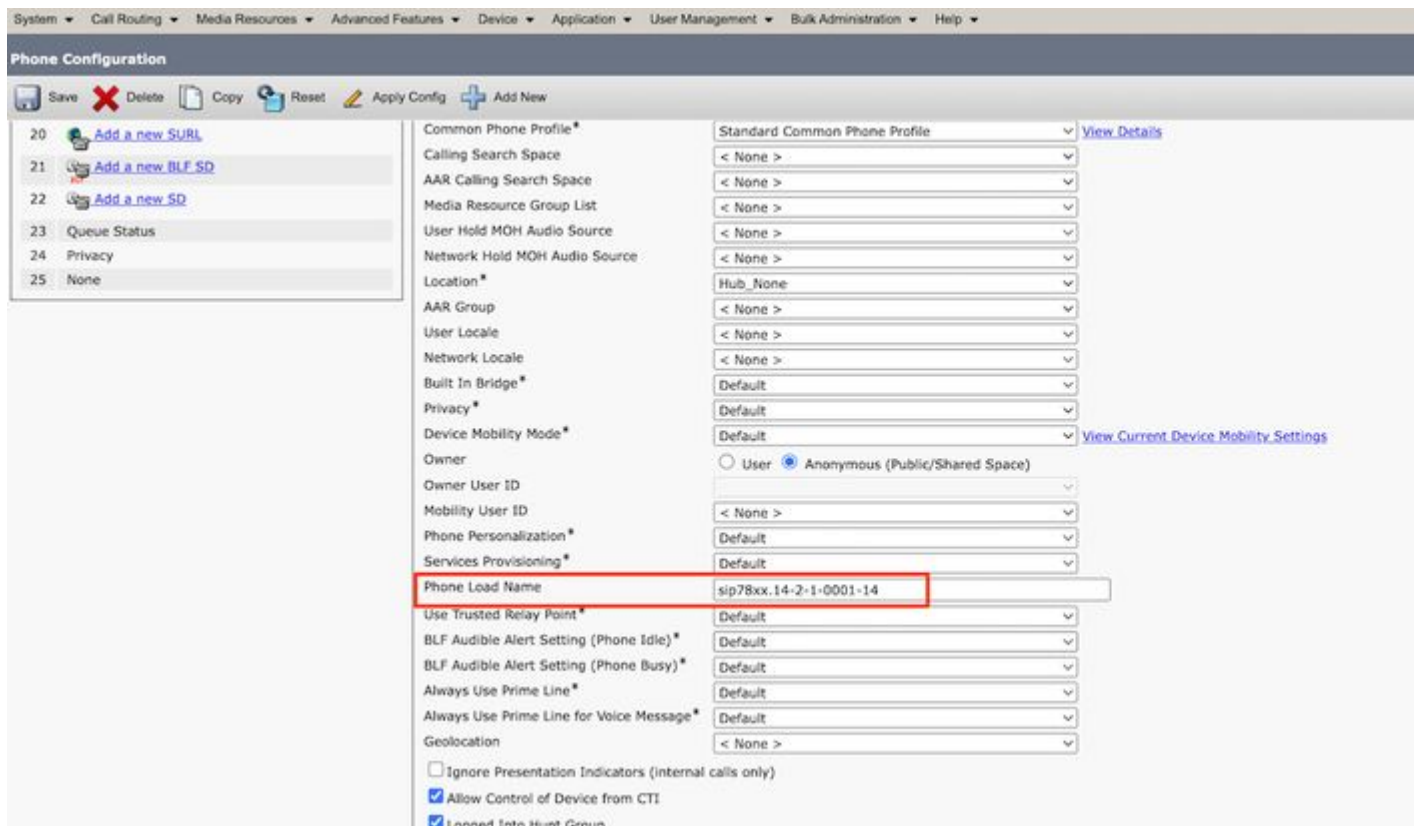 System Call Routing Media Resources Advanced Features Device Application User Management Bulk Administration Help
Phone Configuration
Save Delete Copy Reset Apply Config Add New
20 Add a new SURL
21 Add a new BLF SD
22 Add a new SD
23 Queue Status
24 Privacy
25 None
Common Phone Profile* Standard Common Phone Profile View Details
Calling Search Space < None >
AAR Calling Search Space < None >
Media Resource Group List < None >
User Hold MOH Audio Source < None >
Network Hold MOH Audio Source < None >
Location* Hub_None
AAR Group < None >
User Locale < None >
Network Locale < None >
Built In Bridge* Default
Privacy* Default
Device Mobility Mode* Default View Current Device Mobility Settings
Owner User Anonymous (Public/Shared Space)
Owner User ID
Mobility User ID < None >
Phone Personalization* Default
Services Provisioning* Default
Phone Load Name sip78xx.14-2-1-0001-14
Use Trusted Relay Point* Default
BLF Audible Alert Setting (Phone Idle)* Default
BLF Audible Alert Setting (Phone Busy)* Default
Always Use Prime Line* Default
Always Use Prime Line for Voice Message* Default
Geolocation < None >
Ignore Presentation Indicators (internal calls only)
Allow Control of Device from CTI
Logged Into Hunt Group